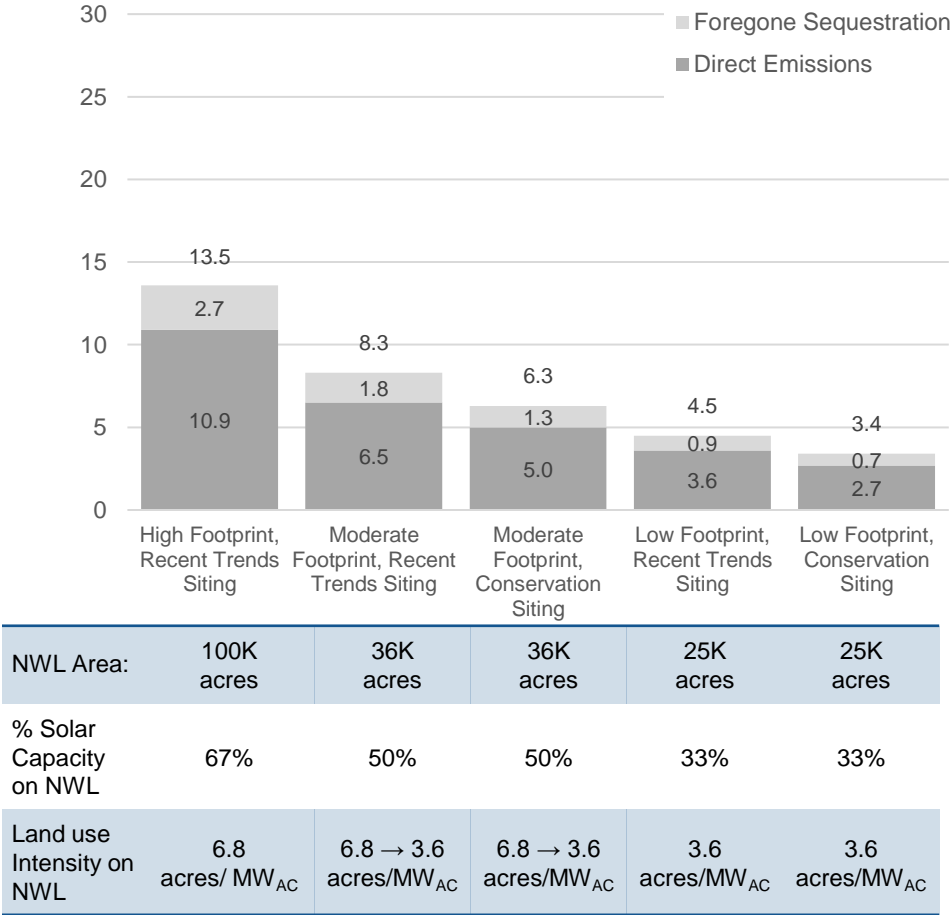 30
Foregone Sequestration
Direct Emissions
25
20
15
10
5
0
13.5
2.7
10.9
8.3
1.8
6.5
6.3
1.3
5.0
4.5
0.9
3.6
3.4
0.7
2.7
High Footprint,
Recent Trends
Siting
Moderate
Footprint, Recent
Trends Siting
Moderate
Footprint,
Conservation
Siting
Low Footprint,
Recent Trends
Siting
Low Footprint,
Conservation
Siting
NWL Area:
100K
acres
36K
acres
36K
acres
25K
acres
25K
acres
% Solar
Capacity
on NWL
67%
50%
50%
33%
33%
Land use
Intensity on
NWL
6.8
acres/ MWAC
6.8 → 3.6
acres/MWAC
6.8 → 3.6
acres/MWAC
3.6
acres/MWAC
3.6
acres/MWAC